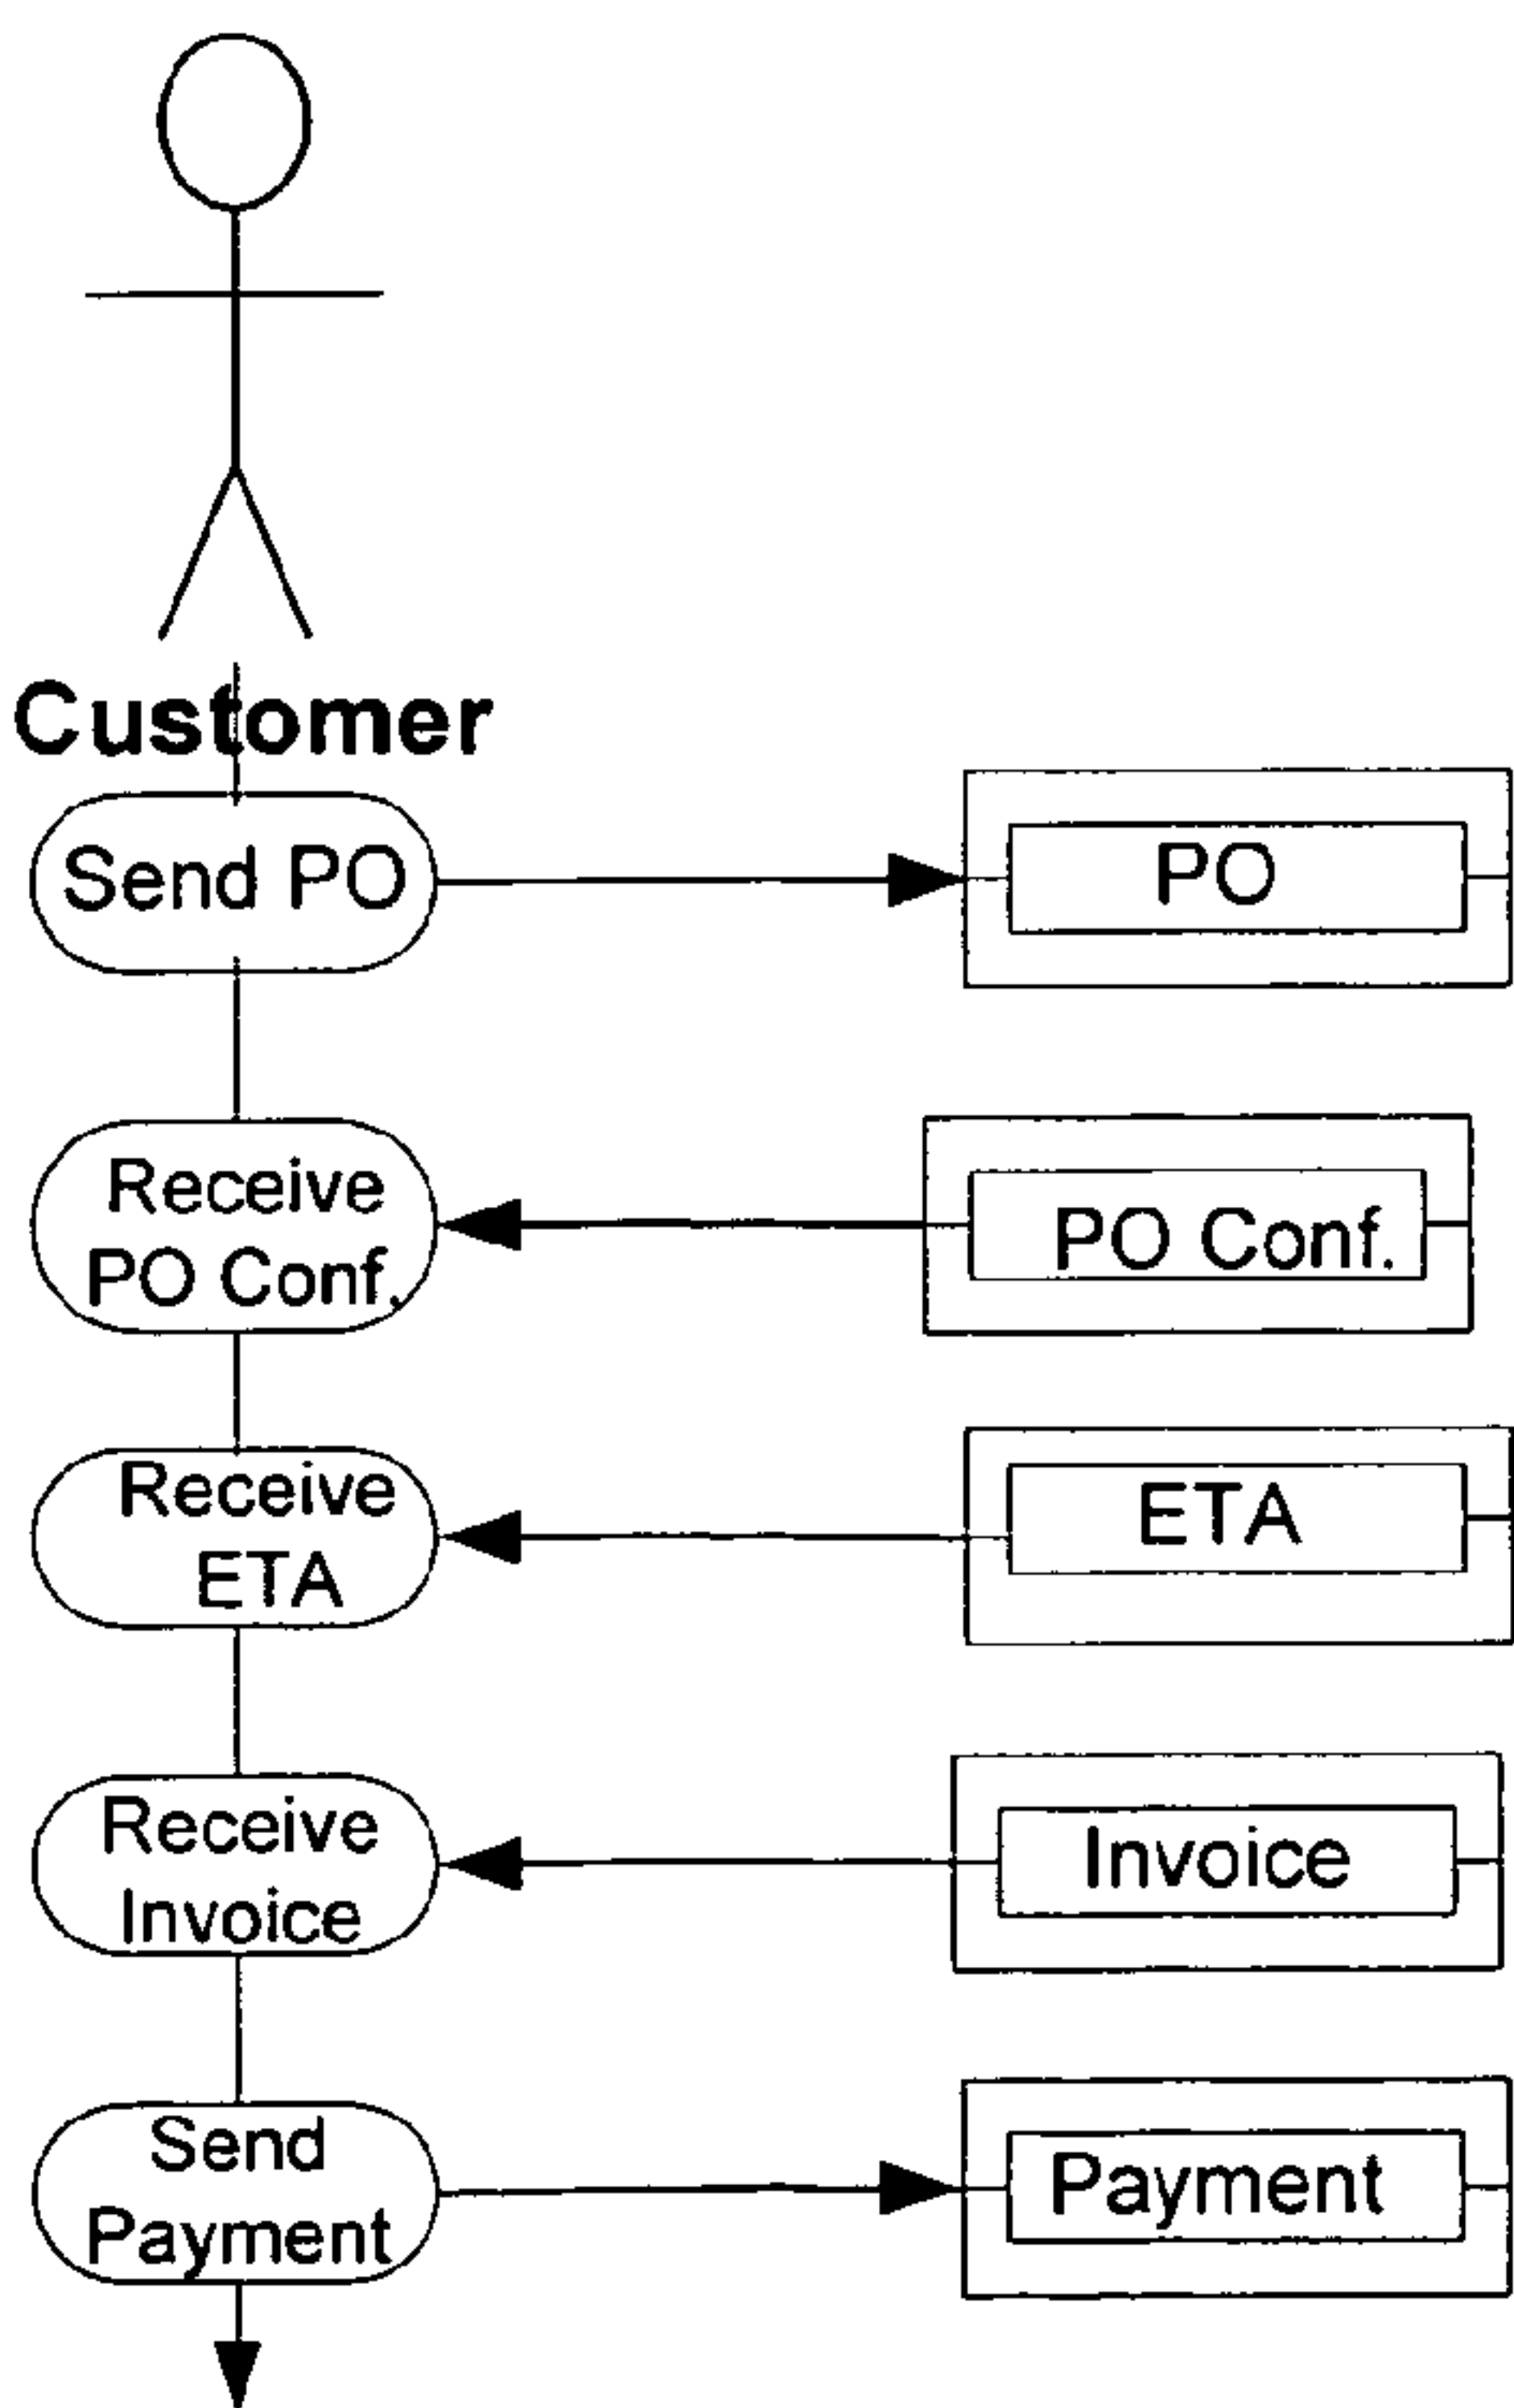 Customer
Send PO
PO
Receive
PO Conf.
PO Conf.
Receive
ETA
ETA
Receive
Invoice
Invoice
Send
Payment
Payment